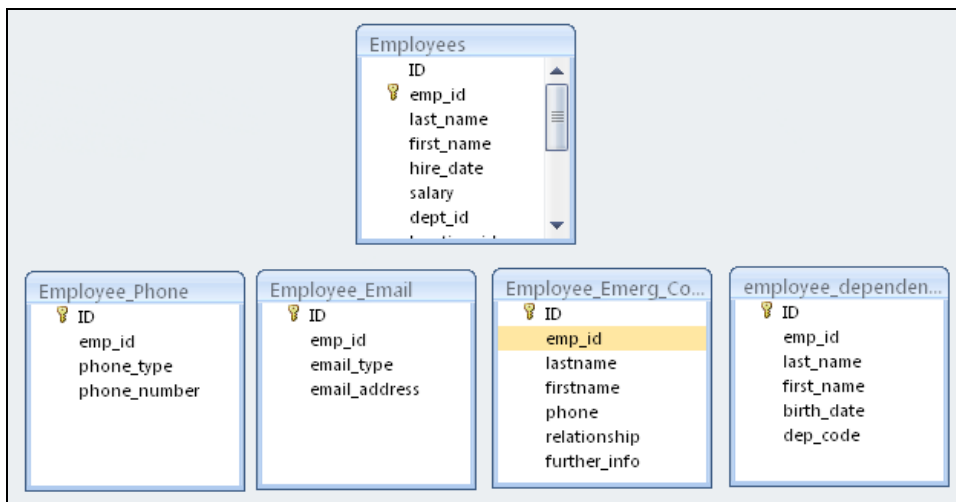 Employees
ID
emp_id
last_name
first_name
hire_date
salary
dept_id
Employee_Phone
ID
emp_id
phone_type
phone_number
Employee_Email
ID
emp_id
email_type
email_address
Employee_Emerg_Co...
ID
emp_id
lastname
firstname
phone
relationship
further_info
employee_dependen...
ID
emp_id
last_name
first_name
birth_date
dep_code